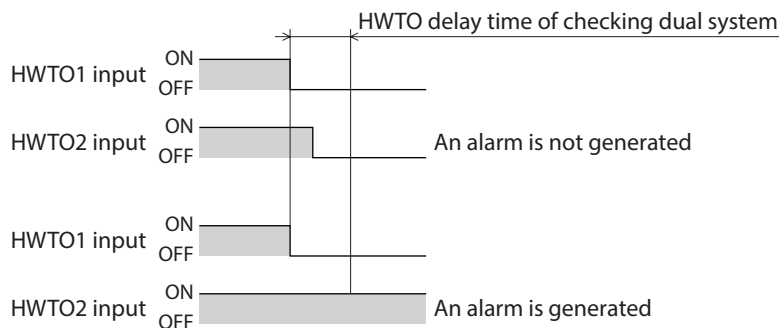 HWTO delay time of checking dual system
ON
HWTO1 input
OFF
ON
HWTO2 input An alarm is not generated
OFF
ON
HWTO1 input
OFF
ON
HWTO2 input An alarm is generated
OFF